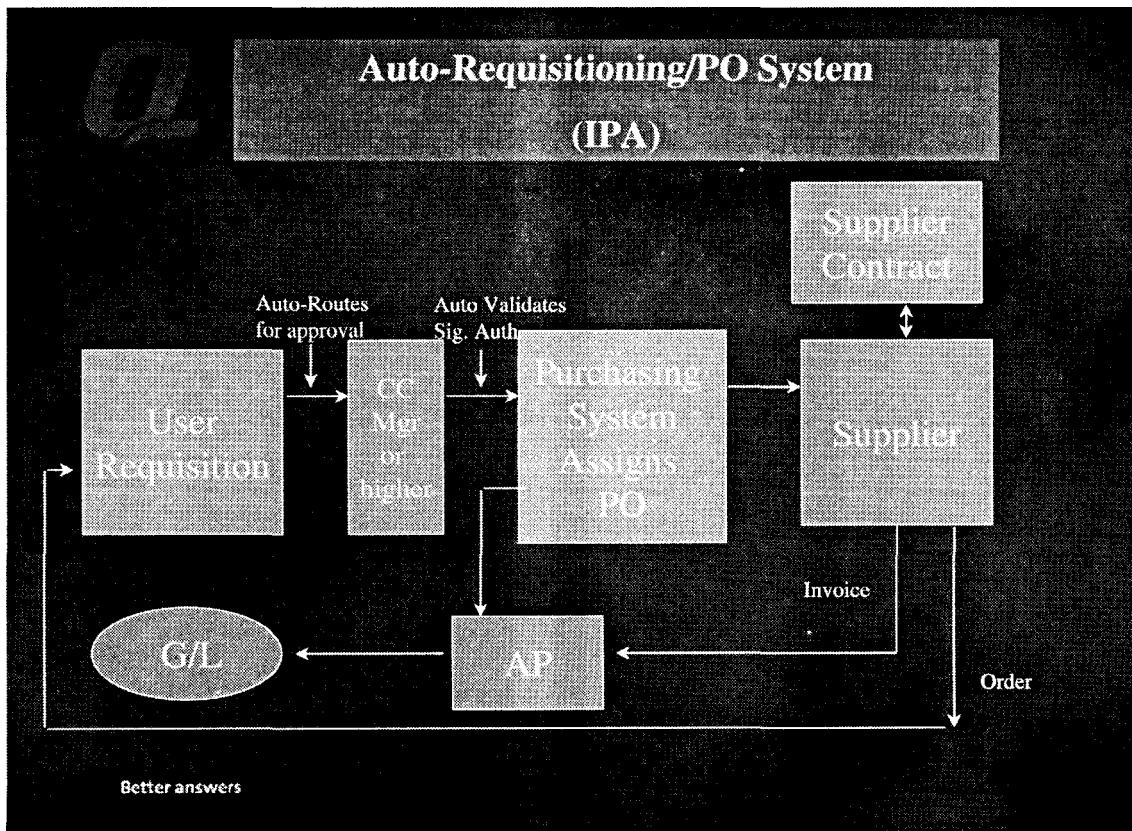 Q
Auto-Requisitioning/PO System
(IPA)
Supplier
Contract
Auto-Routes
for approval
Auto Validates
Sig. Auth
User
Requisition
CC
Mgr
or
higher
Purchasing
System
Assigns
PO
Supplier
Invoice
G/L
AP
Order
Better answers